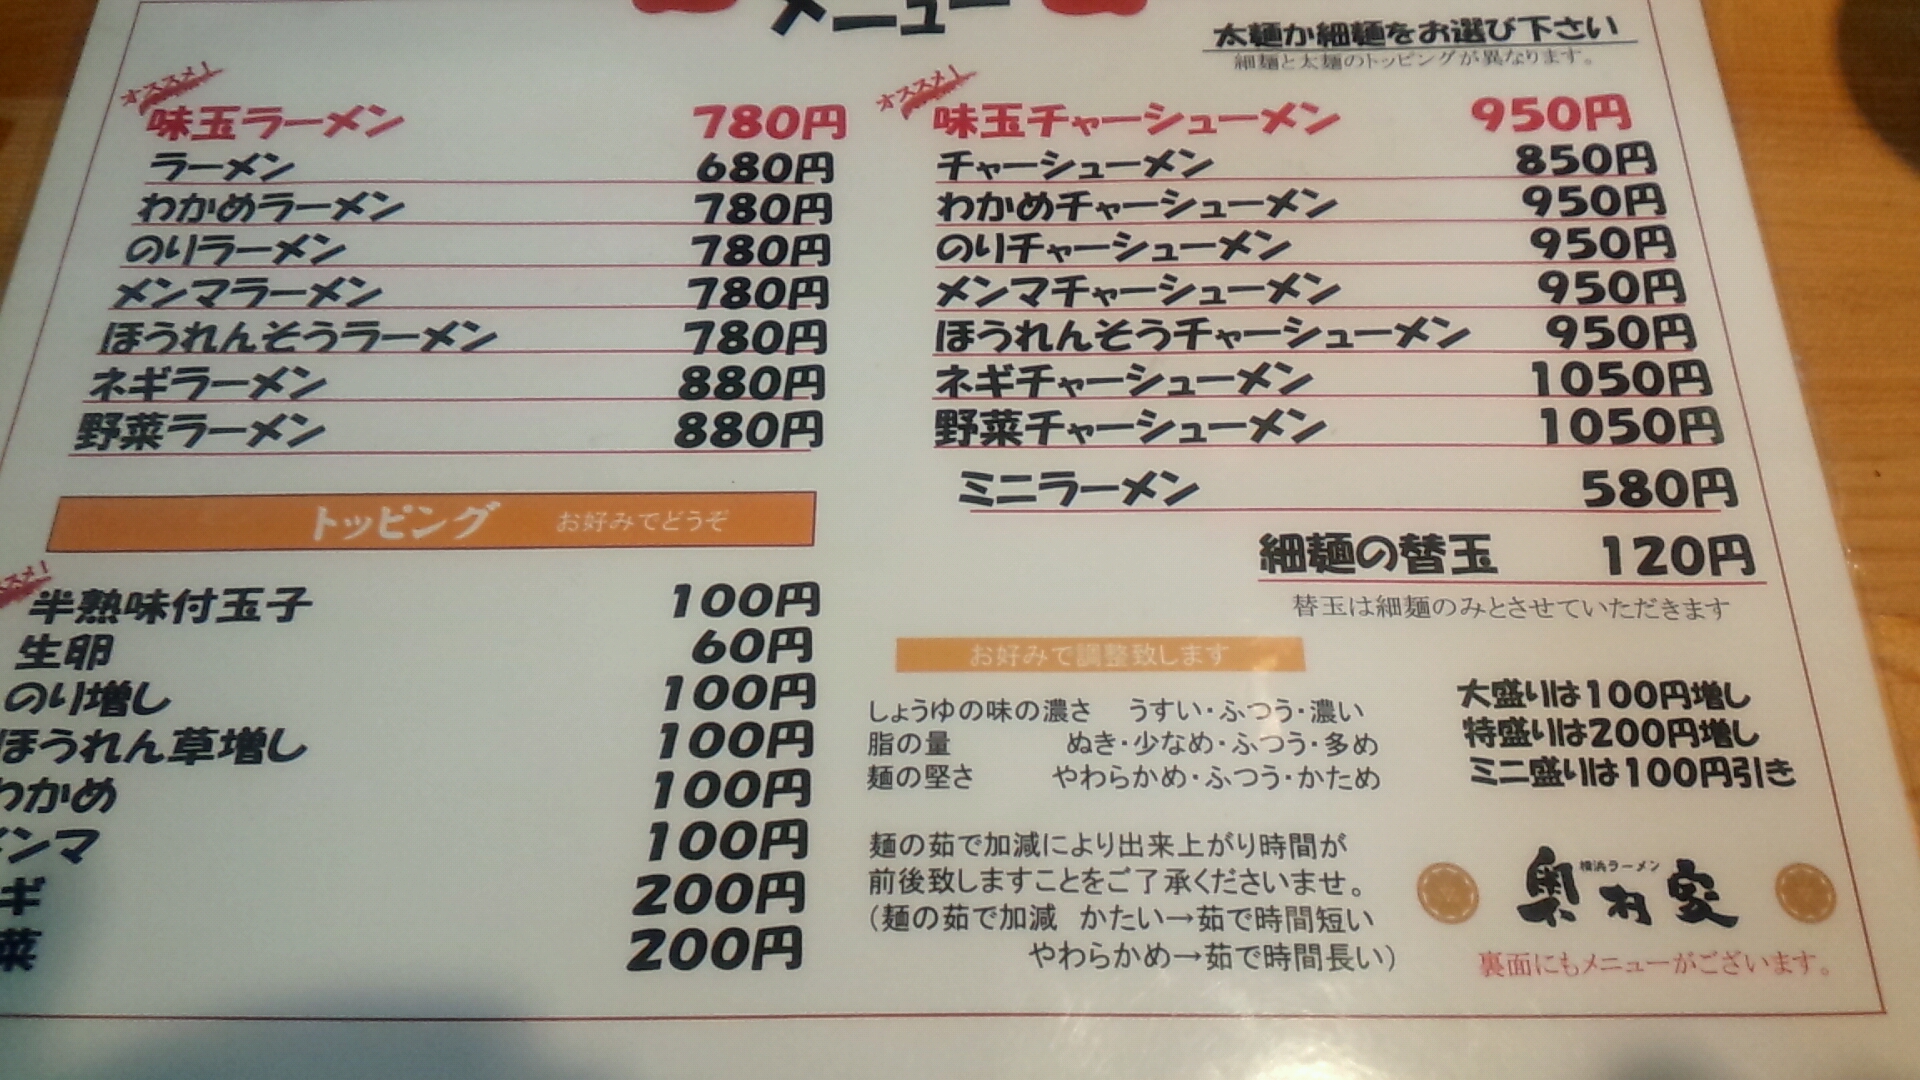 メニュー
太麺か細麺をお選び下さい
細麺と太麺のトッピングが異なります。
オススメ!
味玉ラーメン 780円
ラーメン 680円
わかめラーメン 780円
のりラーメン 780円
メンマラーメン 780円
ほうれんそうラーメン 780円
ネギラーメン 880円
野菜ラーメン 880円
オススメ!
味玉チャーシューメン 950円
チャーシューメン 850円
わかめチャーシューメン 950円
のりチャーシューメン 950円
メンマチャーシューメン 950円
ほうれんそうチャーシューメン 950円
ネギチャーシューメン 1050円
野菜チャーシューメン 1050円
ミニラーメン 580円
細麺の替玉 120円
替玉は細麺のみとさせていただきます
トッピング お好みでどうぞ
スメ!
半熟味付玉子 100円
生卵 60円
のり増し 100円
ほうれん草増し 100円
わかめ 100円
メンマ 100円
ギ 200円
菜 200円
お好みで調整致します
しょうゆの味の濃さ うすい・ふつう・濃い
脂の量 ぬき・少なめ・ふつう・多め
麺の堅さ やわらかめ・ふつう・かため
麺の茹で加減により出来上がり時間が
前後致しますことをご了承くださいませ。
(麺の茹で加減 かたい→茹で時間短い
やわらかめ→茹で時間長い)
大盛りは100円増し
特盛りは200円増し
ミニ盛りは100円引き
横浜ラーメン
奥村家
裏面にもメニューがございます。